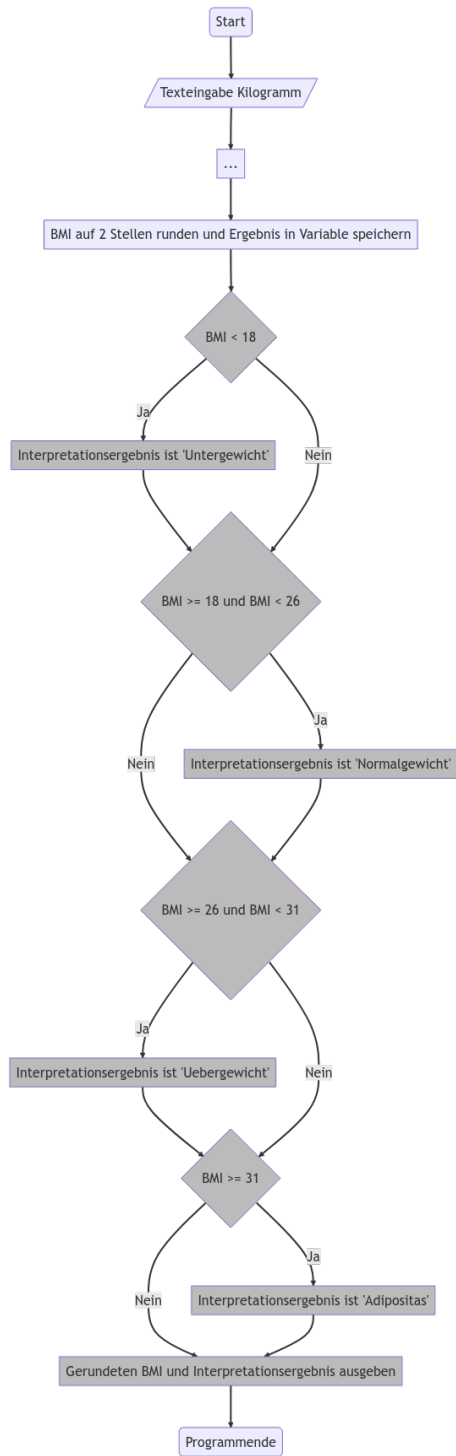 Start
Texteingabe Kilogramm
...
BMI auf 2 Stellen runden und Ergebnis in Variable speichern
BMI < 18
Ja
Interpretationsergebnis ist 'Untergewicht'
Nein
BMI >= 18 und BMI < 26
Ja
Nein
Interpretationsergebnis ist 'Normalgewicht'
BMI >= 26 und BMI < 31
Ja
Interpretationsergebnis ist 'Uebergewicht'
Nein
BMI >= 31
Ja
Nein
Interpretationsergebnis ist 'Adipositas'
Gerundeten BMI und Interpretationsergebnis ausgeben
Programmende